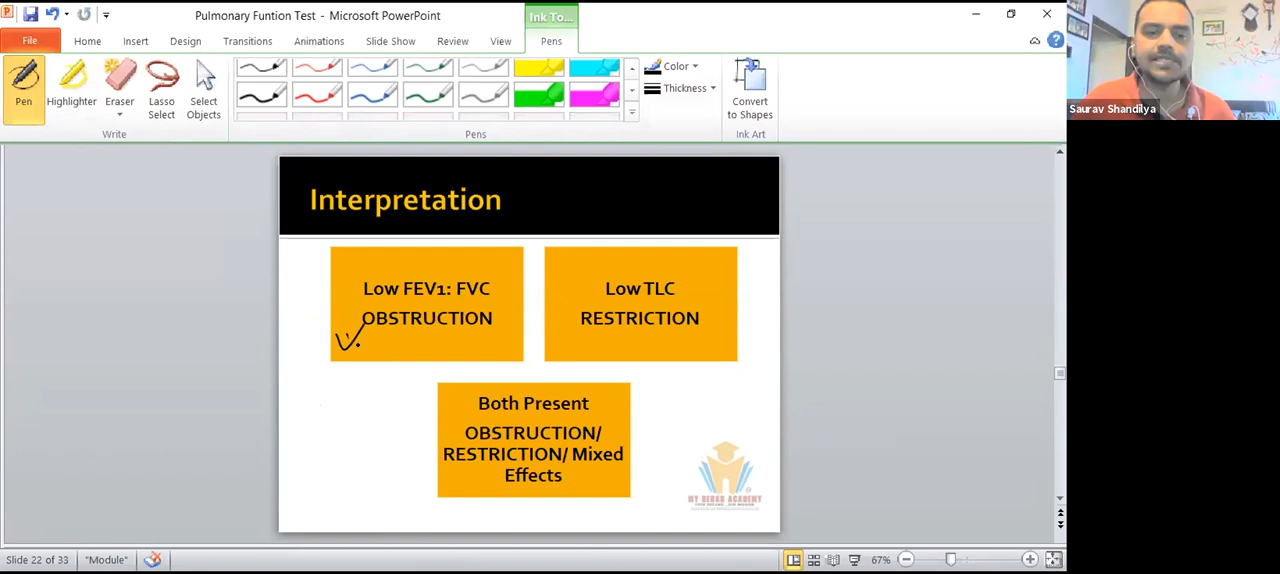 Pulmonary Funtion Test - Microsoft PowerPoint
Ink To...
File
Home
Insert
Design
Transitions
Animations
Slide Show
Review
View
Pens
Pen
Highlighter
Eraser
Lasso
Select
Select
Objects
Color
Thickness
Convert
to Shapes
Write
Pens
Ink Art
Saurav Shandilya
Interpretation
Low FEV1: FVC
OBSTRUCTION
Low TLC
RESTRICTION
Both Present
OBSTRUCTION/
RESTRICTION/ Mixed
Effects
MY DEHAR ACADEMY
Slide 22 of 33
"Module"
67%